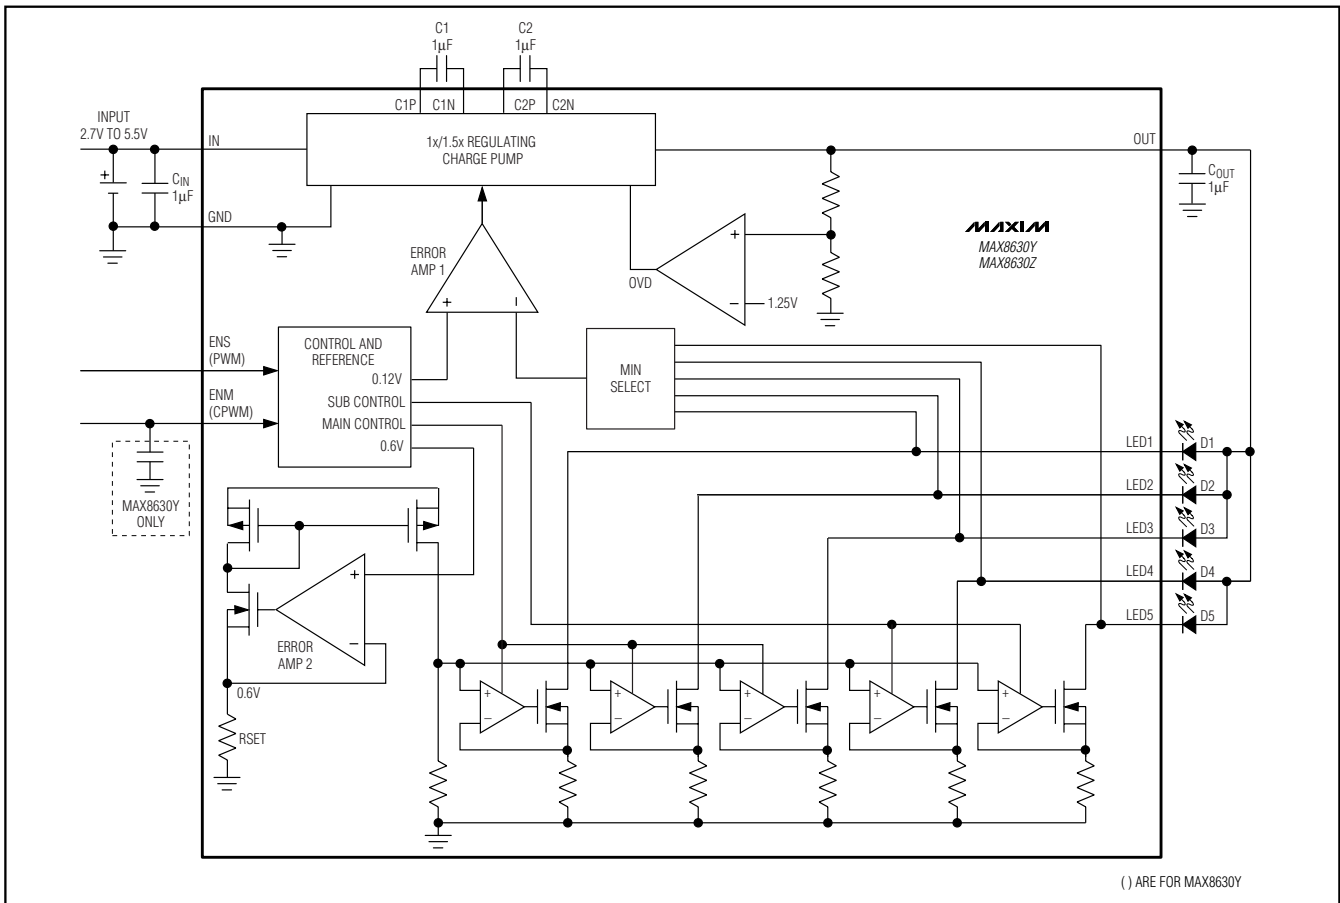 C1
1µF
C2
1µF
C1P
C1N
C2P
C2N
INPUT
2.7V TO 5.5V
IN
1x/1.5x REGULATING
CHARGE PUMP
OUT
+
C_IN
1µF
C_OUT
1µF
GND
MAXIM
MAX8630Y
MAX8630Z
ERROR
AMP 1
+
−
OVD
+
−
1.25V
ENS
(PWM)
CONTROL AND
REFERENCE
0.12V
SUB CONTROL
MAIN CONTROL
0.6V
MIN
SELECT
ENM
(CPWM)
MAX8630Y
ONLY
LED1
D1
LED2
D2
LED3
D3
LED4
D4
LED5
D5
+
−
ERROR
AMP 2
0.6V
RSET
+
−
+
−
+
−
+
−
+
−
( ) ARE FOR MAX8630Y